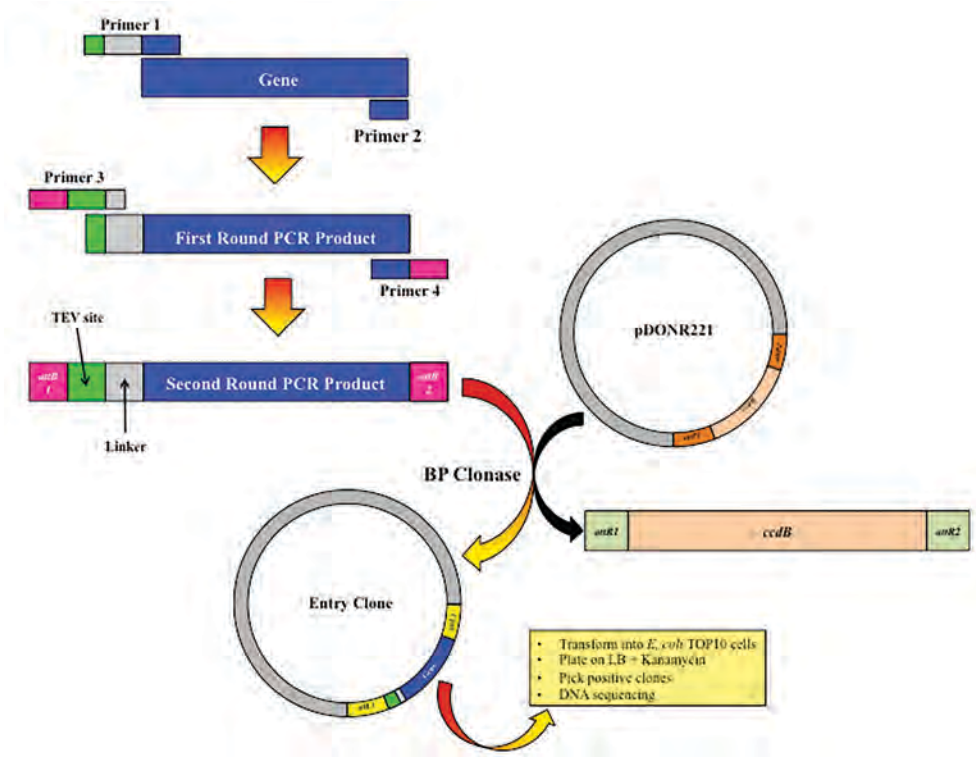 Primer 1
Gene
Primer 2
Primer 3
First Round PCR Product
Primer 4
TEV site
pDONR221
attB
1
Second Round PCR Product
attB
2
Linker
BP Clonase
attR1
ccdB
attR2
Entry Clone
Gene
attL1
• Transform into E. coli TOP10 cells
• Plate on LB + Kanamycin
• Pick positive clones
• DNA sequencing